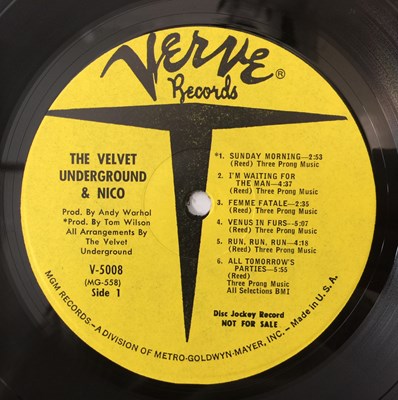 Verve®
Records
THE VELVET
UNDERGROUND
& NICO
Prod. By Andy Warhol
*Prod. By Tom Wilson
All Arrangements By
The Velvet
Underground
V-5008
(MG-558)
Side 1
*1. SUNDAY MORNING—2:53
(Reed) Three Prong Music
2. I'M WAITING FOR
THE MAN—4:37
(Reed) Three Prong Music
3. FEMME FATALE—2:35
(Reed) Three Prong Music
4. VENUS IN FURS—5:07
(Reed) Three Prong Music
5. RUN, RUN, RUN—4:18
(Reed) Three Prong Music
6. ALL TOMORROW'S
PARTIES—5:55
(Reed)
Three Prong Music
All Selections BMI
Disc Jockey Record
NOT FOR SALE
MGM RECORDS—A DIVISION OF METRO-GOLDWYN-MAYER, INC.—Made in U. S. A.